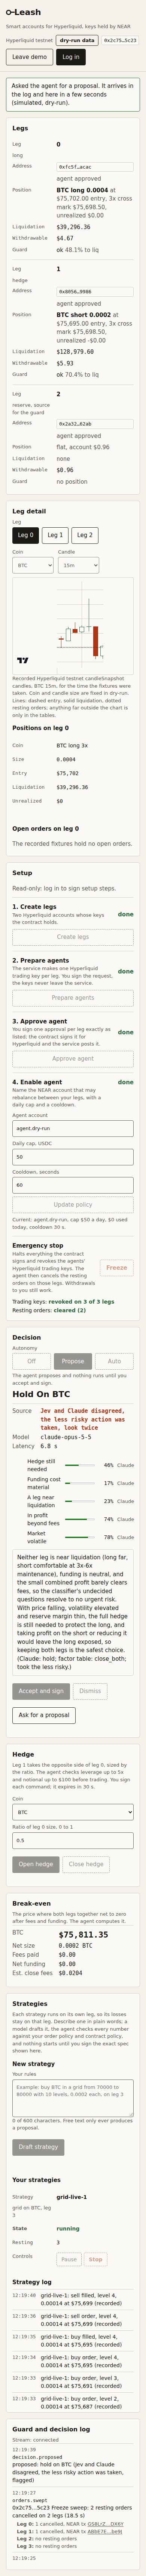 O-Leash
Smart accounts for Hyperliquid, keys held by NEAR
Hyperliquid testnet dry-run data 0x2c75…5c23
Leave demo Log in
Asked the agent for a proposal. It arrives in
the log and here in a few seconds
(simulated, dry-run).
Legs
Leg 0
long
Address 0xfc5f…acac
agent approved
Position BTC long 0.0004 at
$75,702.00 entry, 3x cross
mark $75,698.50,
unrealized $0.00
Liquidation $39,296.36
Withdrawable $4.67
Guard ok 48.1% to liq
Leg 1
hedge
Address 0x8056…9986
agent approved
Position BTC short 0.0002 at
$75,695.00 entry, 3x cross
mark $75,698.50,
unrealized -$0.00
Liquidation $128,979.60
Withdrawable $5.93
Guard ok 70.4% to liq
Leg 2
reserve, source
for the guard
Address 0x2a32…62ab
agent approved
Position flat, account $0.96
Liquidation none
Withdrawable $0.96
Guard no position
Leg detail
Leg
Leg 0 Leg 1 Leg 2
Coin Candle
BTC 15m
Recorded Hyperliquid testnet candleSnapshot
candles, BTC 15m, for the time the fixtures were
taken. Coin and candle size are fixed in dry-run.
Lines: dashed entry, solid liquidation, dotted
resting orders; anything far outside the chart is
only in the tables.
Positions on leg 0
Coin BTC long 3x
Size 0.0004
Entry $75,702
Liquidation $39,296.36
Unrealized $0
Open orders on leg 0
The recorded fixtures hold no open orders.
Setup
Read-only: log in to sign setup steps.
1. Create legs
Two Hyperliquid accounts whose keys
the contract holds.
done
Create legs
2. Prepare agents
The service makes one Hyperliquid
trading key per leg. You sign the request,
the keys never leave the service.
done
Prepare agents
3. Approve agent
You sign one approval per leg exactly as
listed; the contract signs it for
Hyperliquid and the service posts it.
done
Approve agent
4. Enable agent
Name the NEAR account that may
rebalance between your legs, with a
daily cap and a cooldown.
done
Agent account
agent.dry-run
Daily cap, USDC
50
Cooldown, seconds
60
Update policy
Current: agent.dry-run, cap $50 a day, $0 used
today, cooldown 30 s.
Emergency stop
Halts everything the contract
signs and revokes the agents'
Hyperliquid trading keys. The
agent then cancels the resting
orders on those legs. Withdrawals
to you still work.
Freeze
Trading keys: revoked on 3 of 3 legs
Resting orders: cleared (2)
Decision
Autonomy
Off Propose Auto
The agent proposes and nothing runs until you
accept and sign.
Hold On BTC
Source Jev and Claude disagreed,
the less risky action was
taken, look twice
Model claude-opus-5-5
Latency 6.8 s
Hedge still
needed 46% Claude
Funding cost
material 17% Claude
A leg near
liquidation 23% Claude
In profit
beyond fees 74% Claude
Market
volatile 70% Claude
Neither leg is near liquidation (long far,
short comfortable at 3x-6x
maintenance), funding is neutral, and
the small combined profit barely clears
fees, so the classifier's undecided
questions resolve to no urgent risk.
With price falling, volatility elevated
and reserve margin thin, the full hedge
is still needed to protect the long, and
taking profit on the short or reducing it
would leave the long exposed, so
keeping both legs is the safest choice.
(Claude: hold; factor table: close_both;
took the less risky.)
Accept and sign Dismiss
Ask for a proposal
Hedge
Leg 1 takes the opposite side of leg 0, sized by
the ratio. The agent checks leverage up to 5x
and notional up to $100 before trading. You sign
each command; it expires in 30 s.
Coin
BTC
Ratio of leg 0 size, 0 to 1
0.5
Open hedge Close hedge
Break-even
The price where both legs together net to zero
after fees and funding. The agent computes it.
BTC $75,811.35
Net size 0.0002 BTC
Fees paid $0.00
Net funding $0.00
Est. close fees $0.0204
Strategies
Each strategy runs on its own leg, so its losses
stay on that leg. Describe one in plain words; a
model drafts it, the agent checks every number
against your order and contract policy,
and nothing starts until you sign the exact spec
shown here.
New strategy
Your rules
Example: buy BTC in a grid from 70000 to
80000 with 10 levels, 0.0002 each, on leg 3
0 of 600 characters. Free text only ever produces
a proposal.
Draft strategy
Your strategies
Strategy grid-live-1
grid on BTC, leg
3
State running
Resting 3
Controls Pause Stop
Strategy log
12:19:40 grid-live-1: sell filled, level 4,
0.00014 at $75,699 (recorded)
12:19:36 grid-live-1: sell order, level 4,
0.00014 at $75,699 (recorded)
12:19:35 grid-live-1: buy filled, level 4,
0.00014 at $75,695 (recorded)
12:19:34 grid-live-1: buy order, level 4,
0.00014 at $75,695 (recorded)
12:19:33 grid-live-1: buy order, level 3,
0.00014 at $75,691 (recorded)
12:19:33 grid-live-1: buy order, level 2,
0.00014 at $75,687 (recorded)
Guard and decision log
Stream: connected
12:19:30
decision.proposed
proposed: hold on BTC (Jev and Claude
disagreed, the less risky action was taken,
flagged)
12:19:27
orders.swept
0x2c75…5c23 Freeze sweep: 2 resting orders
cancelled on 2 legs (18.5 s)
Leg 0: 1 cancelled, NEAR tx
Leg 1: 1 cancelled, NEAR tx
Leg 2: no resting orders
Leg 3: no resting orders
12:19:25